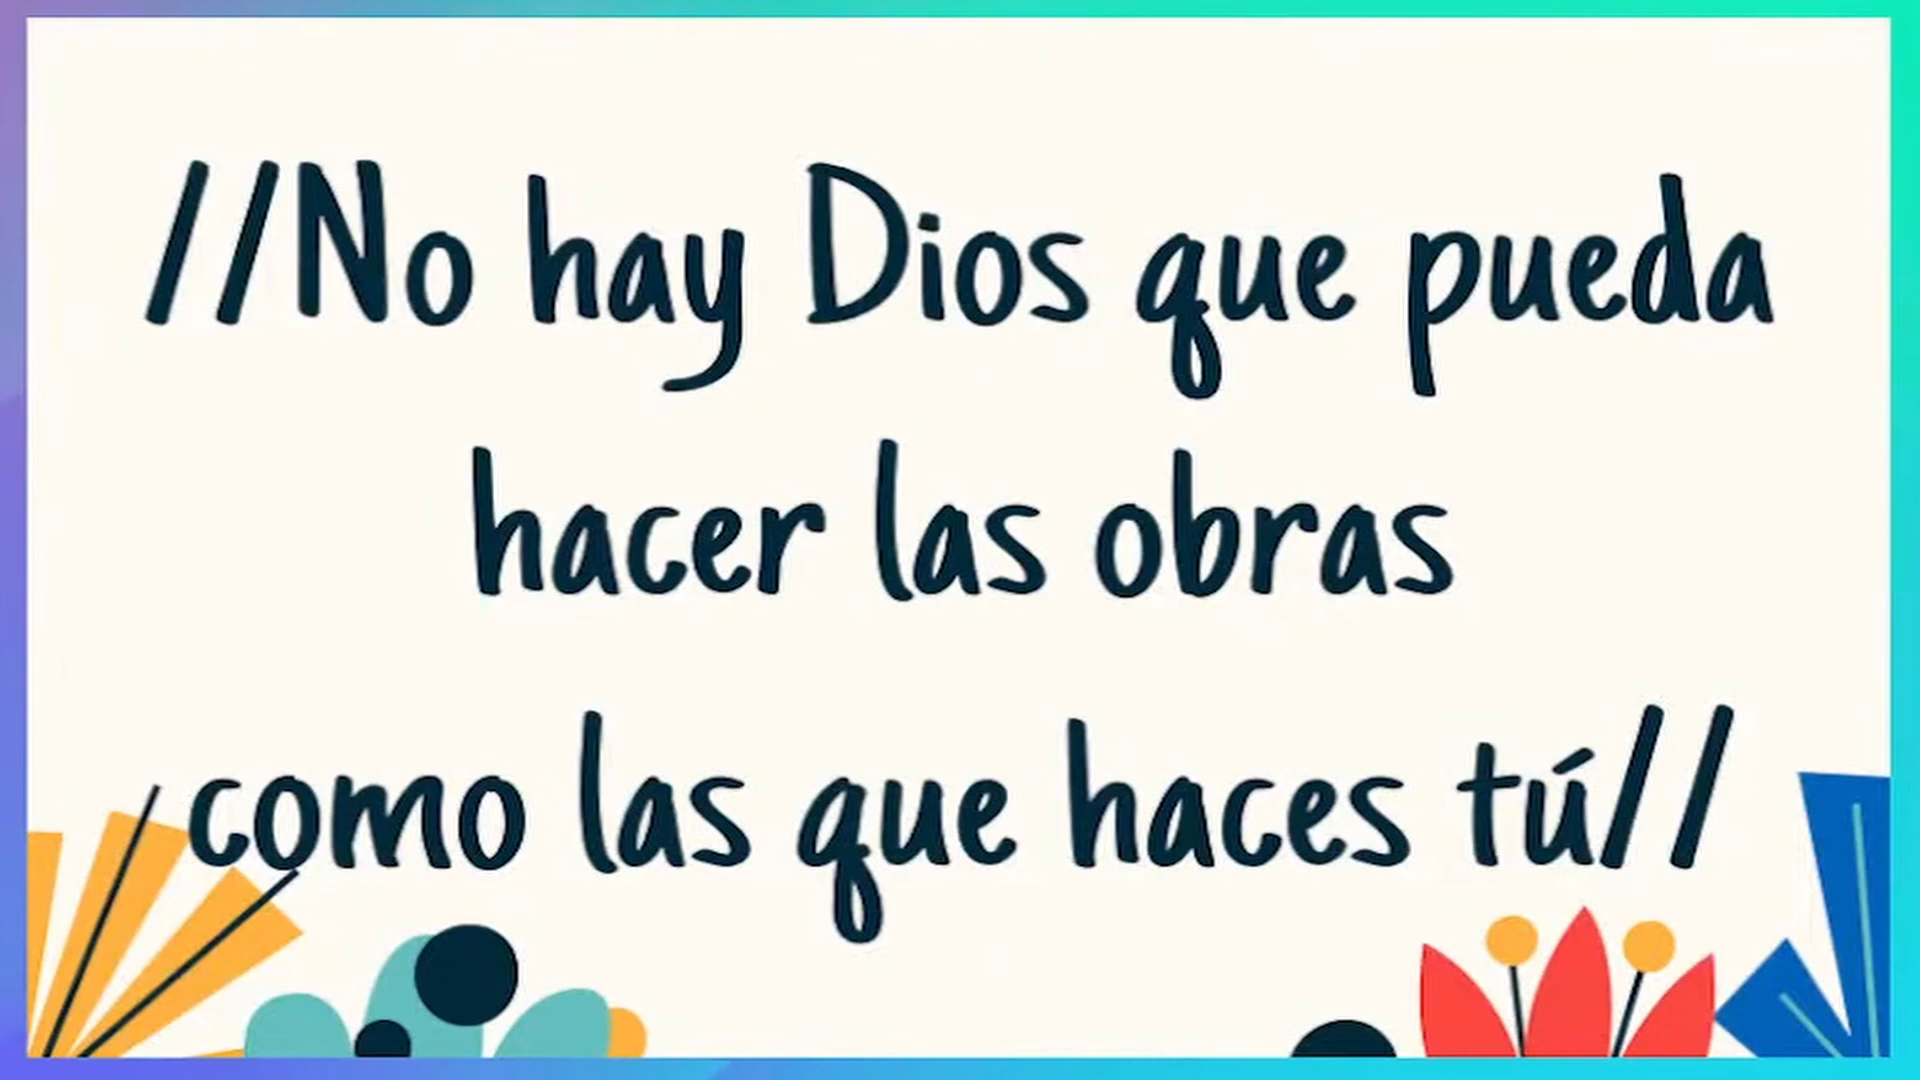 //No hay Dios que pueda
hacer las obras
como las que haces tú//